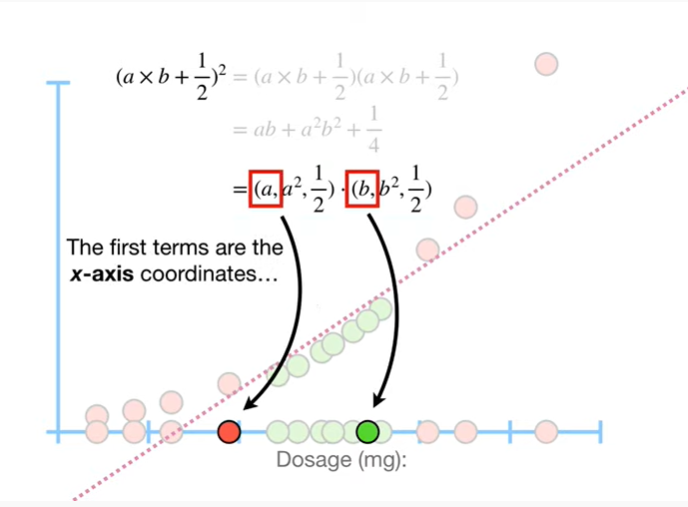 (a × b + 1/2)² = (a × b + 1/2)(a × b + 1/2)
= ab + a²b² + 1/4
= (a, a², 1/2) · (b, b², 1/2)
The first terms are the
x-axis coordinates…
Dosage (mg):